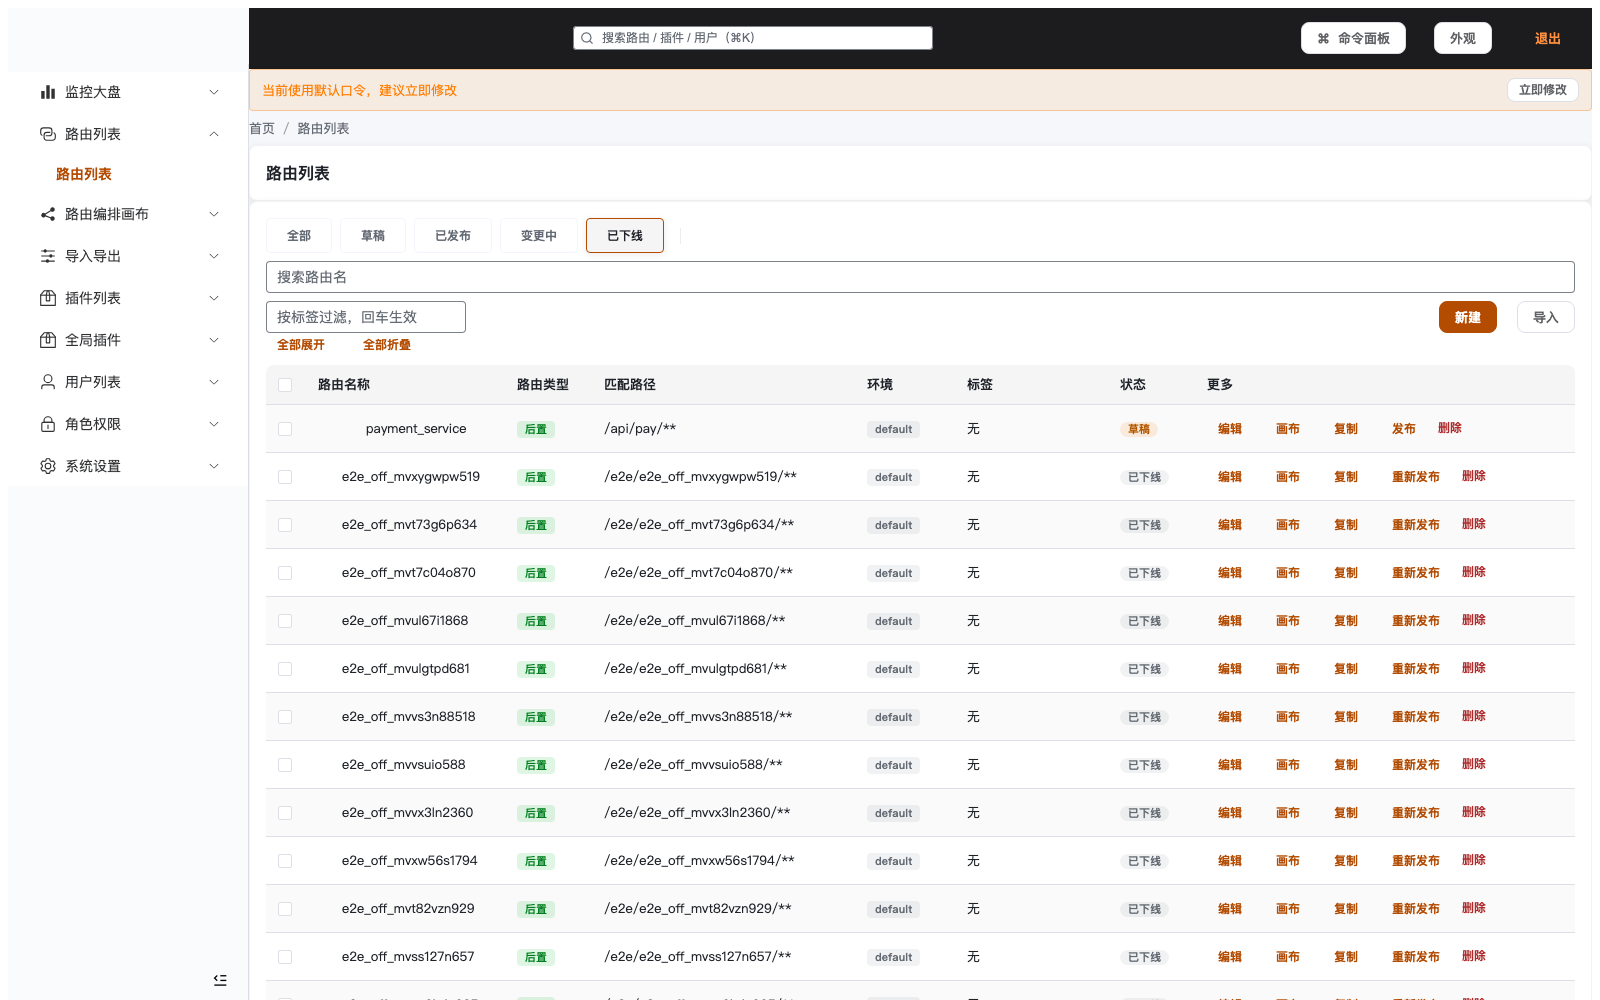 搜索路由 / 插件 / 用户（⌘K）
⌘ 命令面板
外观
退出
当前使用默认口令，建议立即修改
立即修改
监控大盘
路由列表
路由列表
路由编排画布
导入导出
插件列表
全局插件
用户列表
角色权限
系统设置
首页 / 路由列表
路由列表
全部 草稿 已发布 变更中 已下线
搜索路由名
按标签过滤，回车生效
新建 导入
全部展开 全部折叠
路由名称 路由类型 匹配路径 环境 标签 状态 更多
payment_service 后置 /api/pay/** default 无 草稿 编辑 画布 复制 发布 删除
e2e_off_mvxygwpw519 后置 /e2e/e2e_off_mvxygwpw519/** default 无 已下线 编辑 画布 复制 重新发布 删除
e2e_off_mvt73g6p634 后置 /e2e/e2e_off_mvt73g6p634/** default 无 已下线 编辑 画布 复制 重新发布 删除
e2e_off_mvt7c04o870 后置 /e2e/e2e_off_mvt7c04o870/** default 无 已下线 编辑 画布 复制 重新发布 删除
e2e_off_mvul67i1868 后置 /e2e/e2e_off_mvul67i1868/** default 无 已下线 编辑 画布 复制 重新发布 删除
e2e_off_mvulgtpd681 后置 /e2e/e2e_off_mvulgtpd681/** default 无 已下线 编辑 画布 复制 重新发布 删除
e2e_off_mvvs3n88518 后置 /e2e/e2e_off_mvvs3n88518/** default 无 已下线 编辑 画布 复制 重新发布 删除
e2e_off_mvvsuio588 后置 /e2e/e2e_off_mvvsuio588/** default 无 已下线 编辑 画布 复制 重新发布 删除
e2e_off_mvvx3ln2360 后置 /e2e/e2e_off_mvvx3ln2360/** default 无 已下线 编辑 画布 复制 重新发布 删除
e2e_off_mvxw56s1794 后置 /e2e/e2e_off_mvxw56s1794/** default 无 已下线 编辑 画布 复制 重新发布 删除
e2e_off_mvt82vzn929 后置 /e2e/e2e_off_mvt82vzn929/** default 无 已下线 编辑 画布 复制 重新发布 删除
e2e_off_mvss127n657 后置 /e2e/e2e_off_mvss127n657/** default 无 已下线 编辑 画布 复制 重新发布 删除